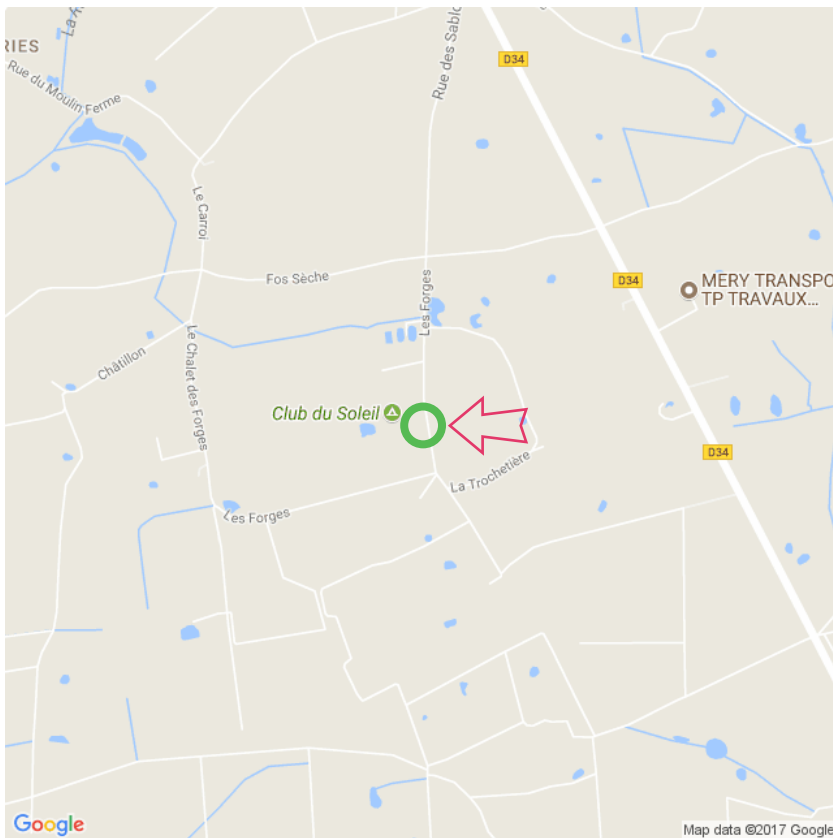 RIES
Rue du Moulin Ferme
Rue des Sablo
D34
Le Carroi
Fos Sèche
Les Forges
D34
MERY TRANSPO
TP TRAVAUX...
Châtillon
Le Chalet des Forges
Club du Soleil
D34
La Trochetière
Les Forges
Google
Map data ©2017 Google